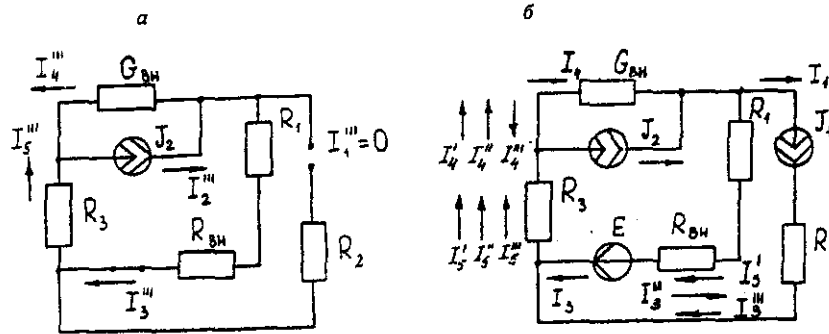 а
I₄''' G_вн
I₅''' J₂ R₁ I₁'''=0
I₂'''
R₃ R_вн R₂
I₃'''
б
I₄ G_вн I₁
I₄' I₄'' I₄''' J₂ R₁
R₃ E R_вн
I₅' I₅'' I₅''' I₃ I₃'' I₃'
I₃'''